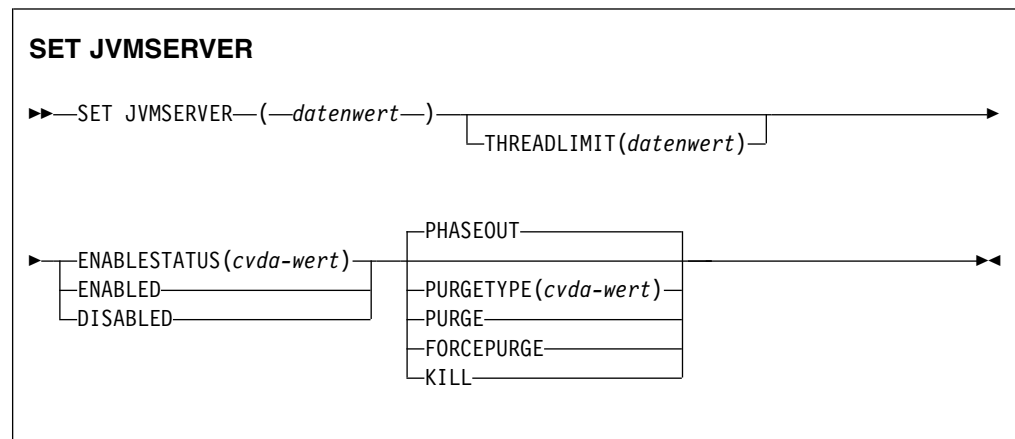 SET JVMSERVER
SET JVMSERVER ( datenwert )
THREADLIMIT(datenwert)
PHASEOUT
ENABLESTATUS(cvda-wert)
PURGETYPE(cvda-wert)
ENABLED
PURGE
DISABLED
FORCEPURGE
KILL